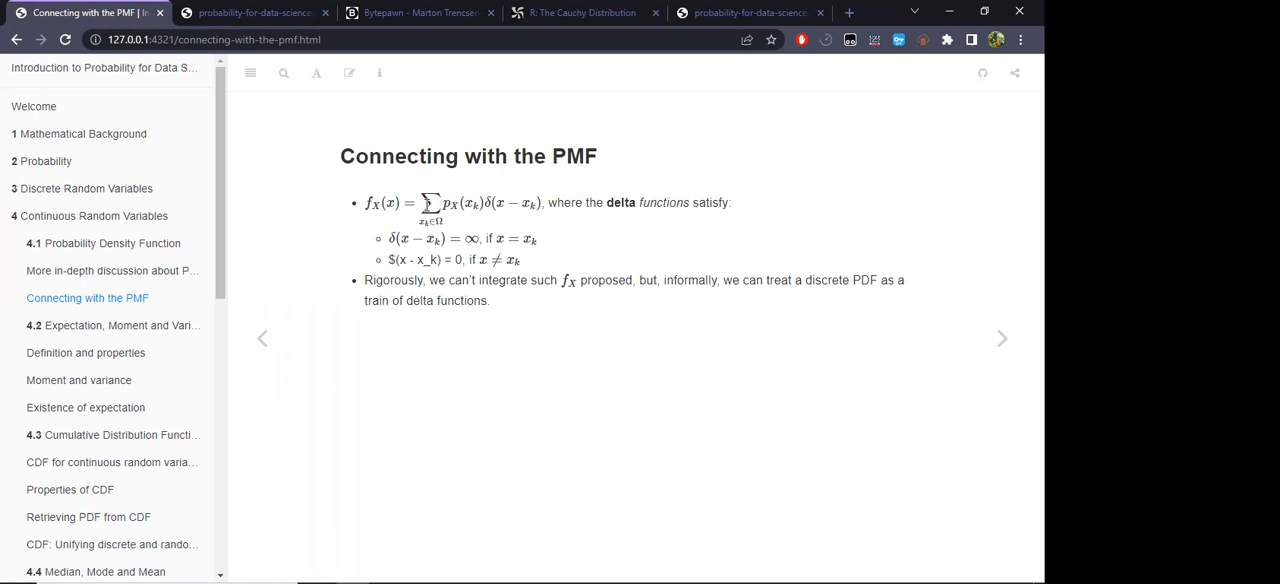 Connecting with the PMF | In
probability-for-data-science.
Bytepawn - Marton Trencser
R: The Cauchy Distribution
probability-for-data-science.
127.0.0.1:4321/connecting-with-the-pmf.html
Introduction to Probability for Data S...
Welcome
1 Mathematical Background
2 Probability
3 Discrete Random Variables
4 Continuous Random Variables
4.1 Probability Density Function
More in-depth discussion about P...
Connecting with the PMF
4.2 Expectation, Moment and Vari...
Definition and properties
Moment and variance
Existence of expectation
4.3 Cumulative Distribution Functi...
CDF for continuous random varia...
Properties of CDF
Retrieving PDF from CDF
CDF: Unifying discrete and rando...
4.4 Median, Mode and Mean
Connecting with the PMF
• f_X(x) = ∑_{x_k∈Ω} p_X(x_k)δ(x − x_k), where the delta functions satisfy:
◦ δ(x − x_k) = ∞, if x = x_k
◦ $(x - x_k) = 0, if x ≠ x_k
• Rigorously, we can't integrate such f_X proposed, but, informally, we can treat a discrete PDF as a
train of delta functions.